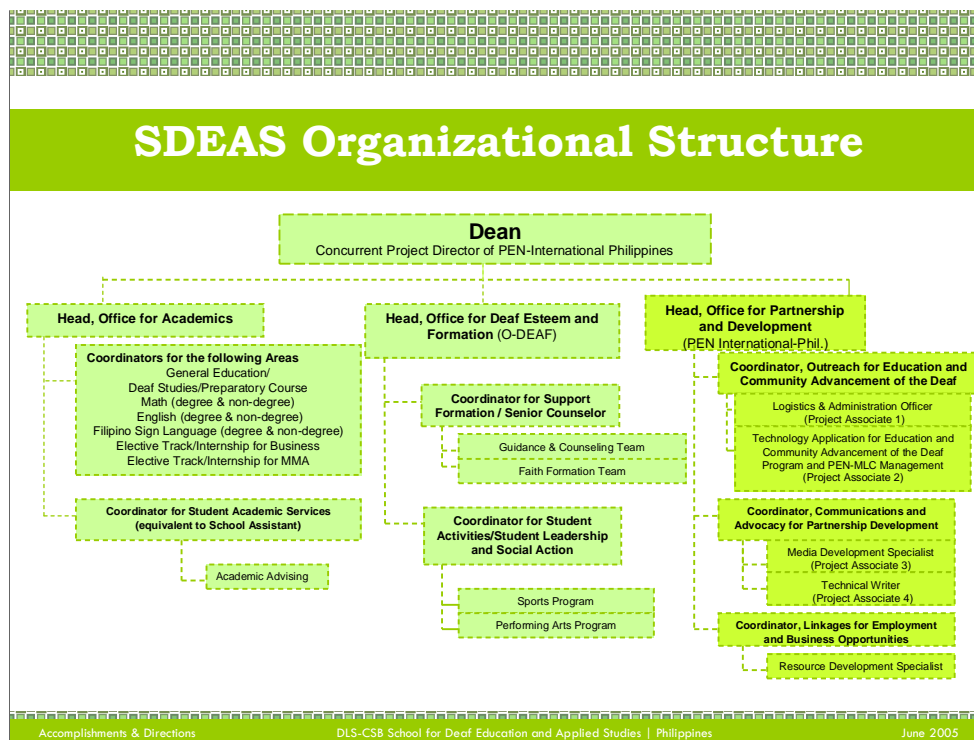 SDEAS Organizational Structure
Dean
Concurrent Project Director of PEN-International Philippines
Head, Office for Academics
Coordinators for the following Areas
General Education/
Deaf Studies/Preparatory Course
Math (degree & non-degree)
English (degree & non-degree)
Filipino Sign Language (degree & non-degree)
Elective Track/Internship for Business
Elective Track/Internship for MMA
Coordinator for Student Academic Services
(equivalent to School Assistant)
Academic Advising
Head, Office for Deaf Esteem and
Formation (O-DEAF)
Coordinator for Support
Formation / Senior Counselor
Guidance & Counseling Team
Faith Formation Team
Coordinator for Student
Activities/Student Leadership
and Social Action
Sports Program
Performing Arts Program
Head, Office for Partnership
and Development
(PEN International-Phil.)
Coordinator, Outreach for Education and
Community Advancement of the Deaf
Logistics & Administration Officer
(Project Associate 1)
Technology Application for Education and
Community Advancement of the Deaf
Program and PEN-MLC Management
(Project Associate 2)
Coordinator, Communications and
Advocacy for Partnership Development
Media Development Specialist
(Project Associate 3)
Technical Writer
(Project Associate 4)
Coordinator, Linkages for Employment
and Business Opportunities
Resource Development Specialist
Accomplishments & Directions
DLS-CSB School for Deaf Education and Applied Studies | Philippines
June 2005